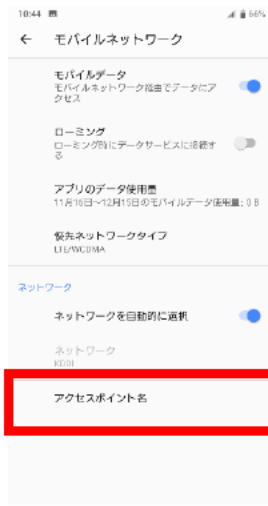 10:44
66%
モバイルネットワーク
モバイルデータ
モバイルネットワーク経由でデータにア
クセス
ローミング
ローミング時にデータサービスに接続す
る
アプリのデータ使用量
11月16日～12月15日のモバイルデータ使用量: 0 B
優先ネットワークタイプ
LTE/WCDMA
ネットワーク
ネットワークを自動的に選択
ネットワーク
KDDI
アクセスポイント名